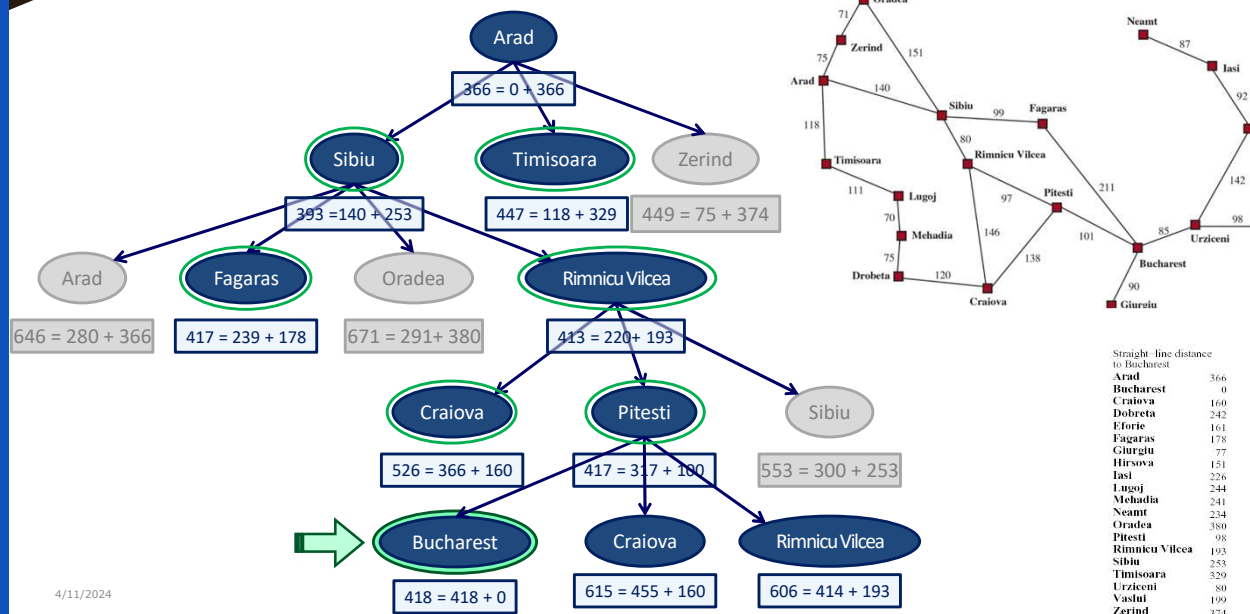 Arad
366 = 0 + 366
Sibiu
Timisoara
Zerind
393 =140 + 253
447 = 118 + 329
449 = 75 + 374
Arad
Fagaras
Oradea
Rimnicu Vilcea
646 = 280 + 366
417 = 239 + 178
671 = 291+ 380
413 = 220+ 193
Craiova
Pitesti
Sibiu
526 = 366 + 160
417 = 317 + 100
553 = 300 + 253
Bucharest
Craiova
Rimnicu Vilcea
418 = 418 + 0
615 = 455 + 160
606 = 414 + 193
4/11/2024
Oradea
71
Neamt
Zerind
87
151
75
Iasi
Arad
140
92
Sibiu
Fagaras
99
118
80
Rimnicu Vilcea
Timisoara
142
111
Pitesti
211
Lugoj
97
70
98
Mehadia
146
101
85
Urziceni
75
138
Bucharest
Drobeta
120
90
Craiova
Giurgiu
Straight-line distance
to Bucharest
Arad 366
Bucharest 0
Craiova 160
Dobreta 242
Eforie 161
Fagaras 178
Giurgiu 77
Hirsova 151
Iasi 226
Lugoj 244
Mehadia 241
Neamt 234
Oradea 380
Pitesti 98
Rimnicu Vilcea 193
Sibiu 253
Timisoara 329
Urziceni 80
Vaslui 199
Zerind 374